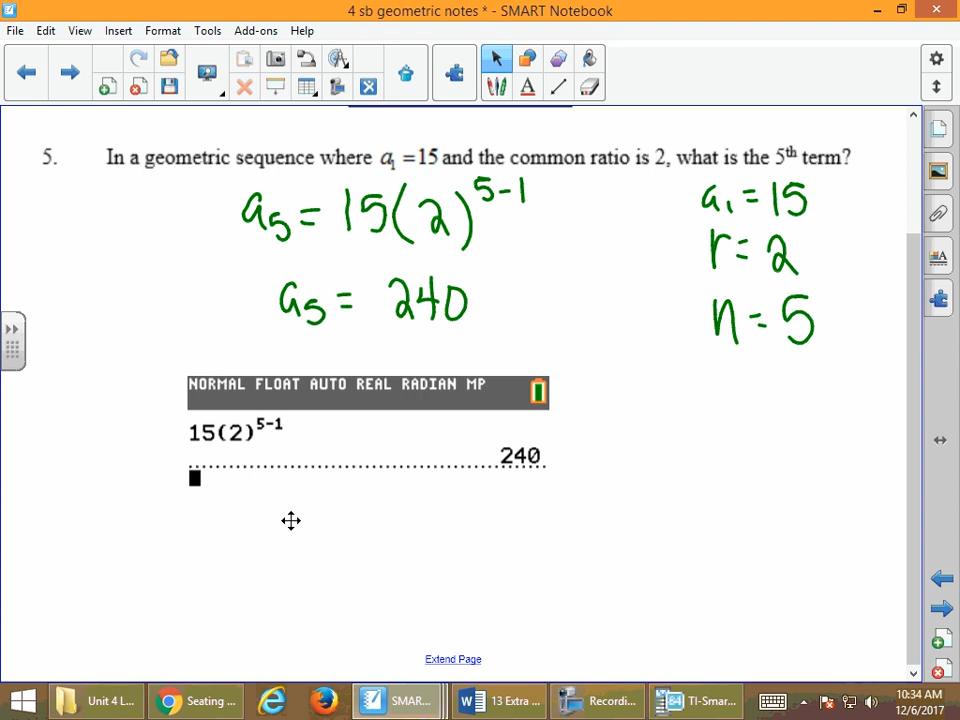 4 sb geometric notes * - SMART Notebook
File Edit View Insert Format Tools Add-ons Help
5. In a geometric sequence where a₁ = 15 and the common ratio is 2, what is the 5th term?
a₅ = 15(2)⁵⁻¹
a₁ = 15
r = 2
a₅ = 240
n = 5
NORMAL FLOAT AUTO REAL RADIAN MP
15(2)⁵⁻¹
240
Extend Page
Unit 4 L... Seating ... SMAR... 13 Extra ... Recordi... TI-Smar... 10:34 AM
12/6/2017